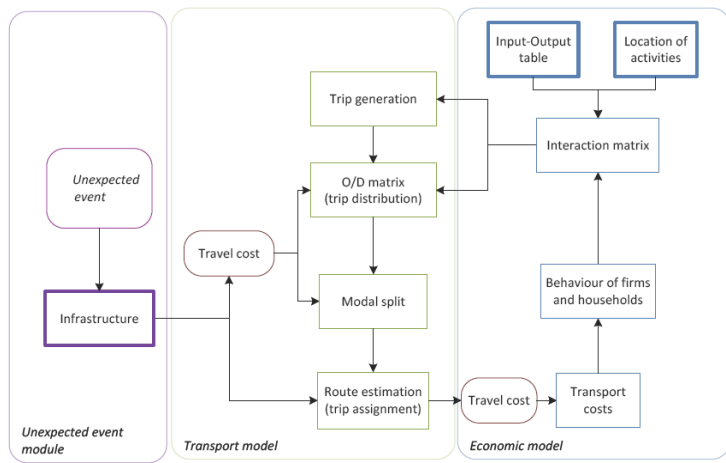 Input-Output
table
Location of
activities
Trip generation
Interaction matrix
Unexpected
event
O/D matrix
(trip distribution)
Travel cost
Infrastructure
Modal split
Behaviour of firms
and households
Route estimation
(trip assignment)
Travel cost
Transport
costs
Unexpected event
module
Transport model
Economic model